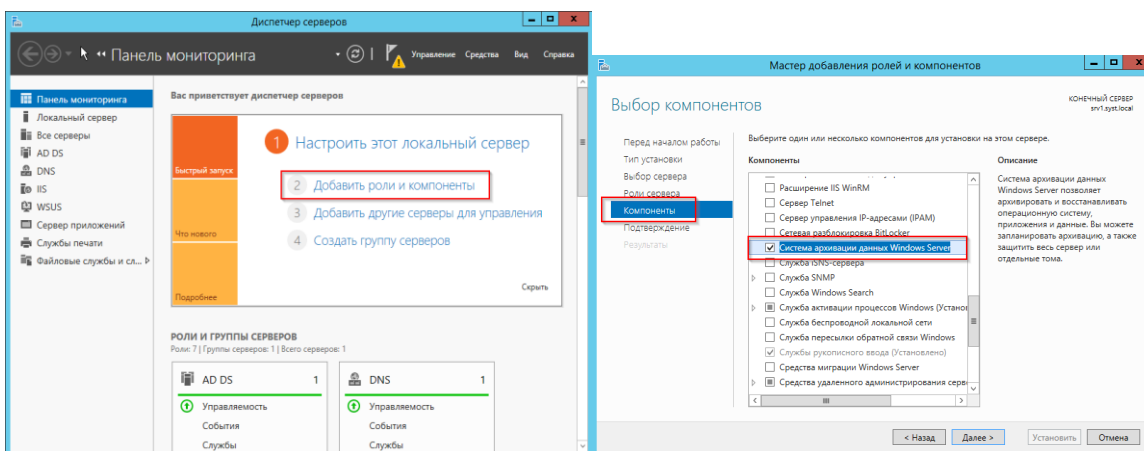 Диспетчер серверов
Панель мониторинга
Управление Средства Вид Справка
Панель мониторинга
Локальный сервер
Все серверы
AD DS
DNS
IIS
WSUS
Сервер приложений
Службы печати
Файловые службы и сл...
Вас приветствует диспетчер серверов
Быстрый запуск
Что нового
Подробнее
1 Настроить этот локальный сервер
2 Добавить роли и компоненты
3 Добавить другие серверы для управления
4 Создать группу серверов
Скрыть
РОЛИ И ГРУППЫ СЕРВЕРОВ
Роли: 7 | Группы серверов: 1 | Всего серверов: 1
AD DS 1
Управляемость
События
Службы
DNS 1
Управляемость
События
Службы
Мастер добавления ролей и компонентов
Выбор компонентов
КОНЕЧНЫЙ СЕРВЕР
srv1.syst.local
Перед началом работы
Тип установки
Выбор сервера
Роли сервера
Компоненты
Подтверждение
Результаты
Выберите один или несколько компонентов для установки на этом сервере.
Компоненты
Расширение IIS WinRM
Сервер Telnet
Сервер управления IP-адресами (IPAM)
Сетевая разблокировка BitLocker
Система архивации данных Windows Server
Служба iSNS-сервера
Служба SNMP
Служба Windows Search
Служба активации процессов Windows (Установ
Служба беспроводной локальной сети
Служба пересылки обратной связи Windows
Службы рукописного ввода (Установлено)
Средства миграции Windows Server
Средства удаленного администрирования серве
Описание
Система архивации данных
Windows Server позволяет
архивировать и восстанавливать
операционную систему,
приложения и данные. Вы можете
запланировать архивацию, а также
защитить весь сервер или
отдельные тома.
< Назад Далее > Установить Отмена